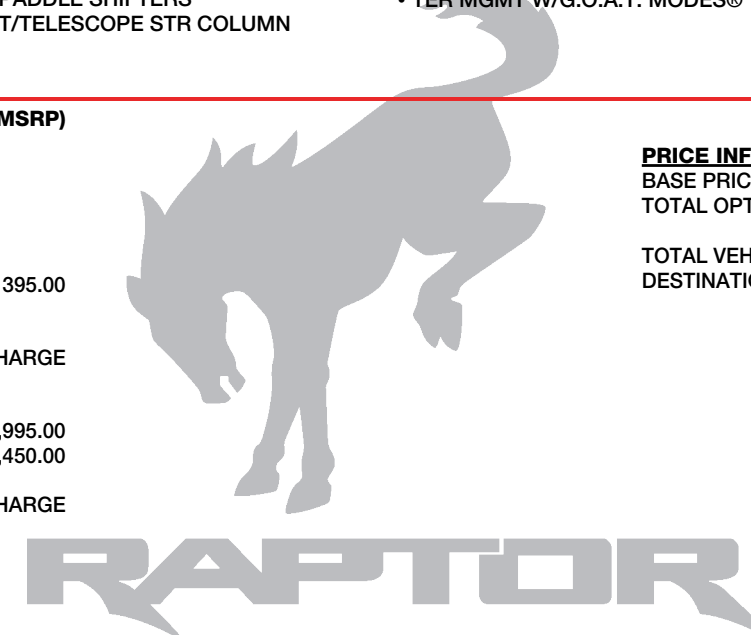 PADDLE SHIFTERS
T/TELESCOPE STR COLUMN
• TER MGMT W/G.O.A.T. MODES®
MSRP)
395.00
HARGE
,995.00
,450.00
HARGE
PRICE INF
BASE PRIC
TOTAL OPT
TOTAL VEH
DESTINATI
RAPTOR